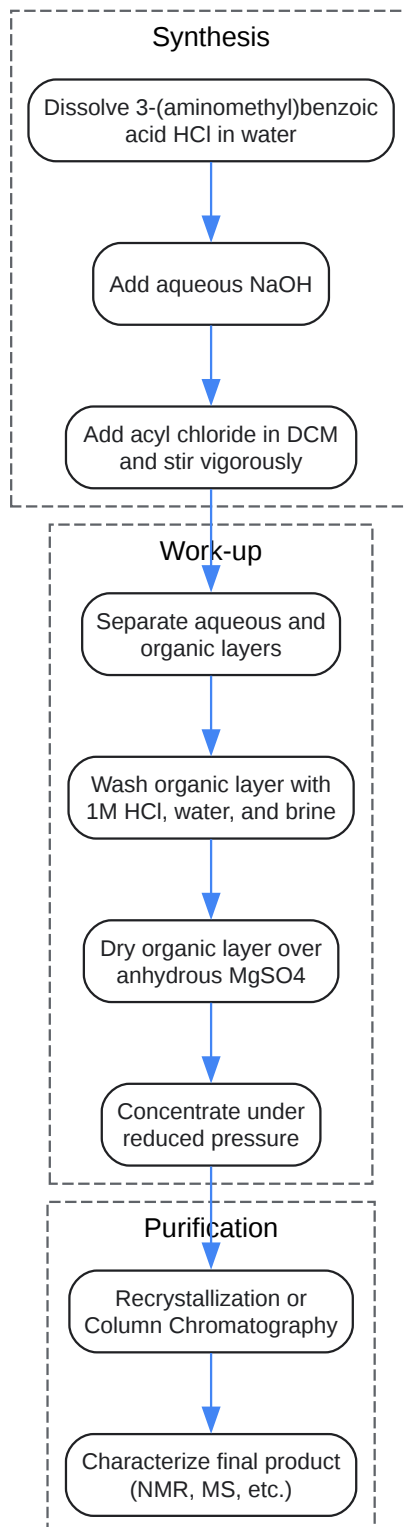 Synthesis
Dissolve 3-(aminomethyl)benzoic
acid HCl in water
Add aqueous NaOH
Add acyl chloride in DCM
and stir vigorously
Work-up
Separate aqueous and
organic layers
Wash organic layer with
1M HCl, water, and brine
Dry organic layer over
anhydrous MgSO4
Concentrate under
reduced pressure
Purification
Recrystallization or
Column Chromatography
Characterize final product
(NMR, MS, etc.)